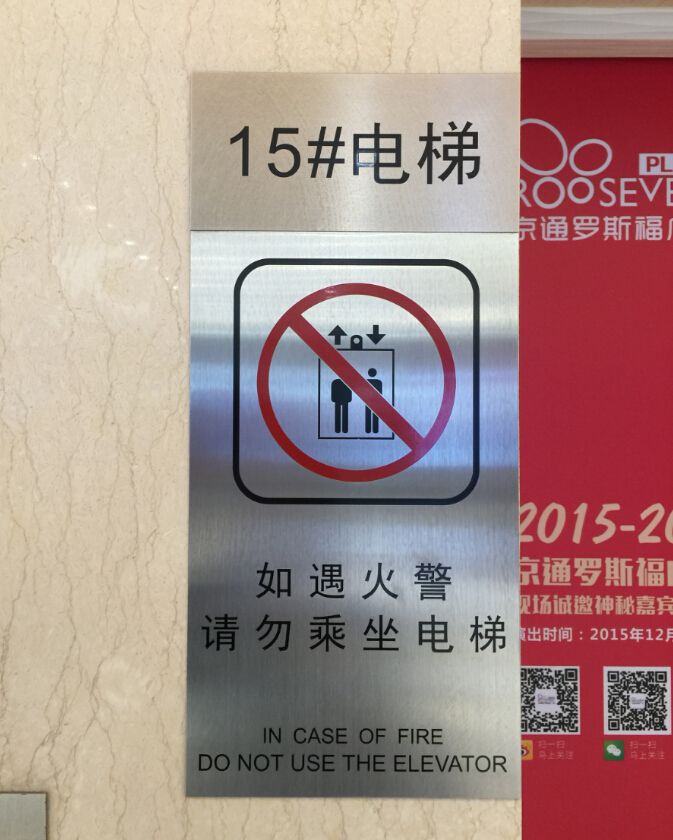 15#电梯
如遇火警
请勿乘坐电梯
IN CASE OF FIRE
DO NOT USE THE ELEVATOR
PL
ROOSEVE
京通罗斯福
2015-20
京通罗斯福
现场诚邀神秘嘉宾
演出时间：2015年12月
扫一扫
马上关注
扫一扫
马上关注